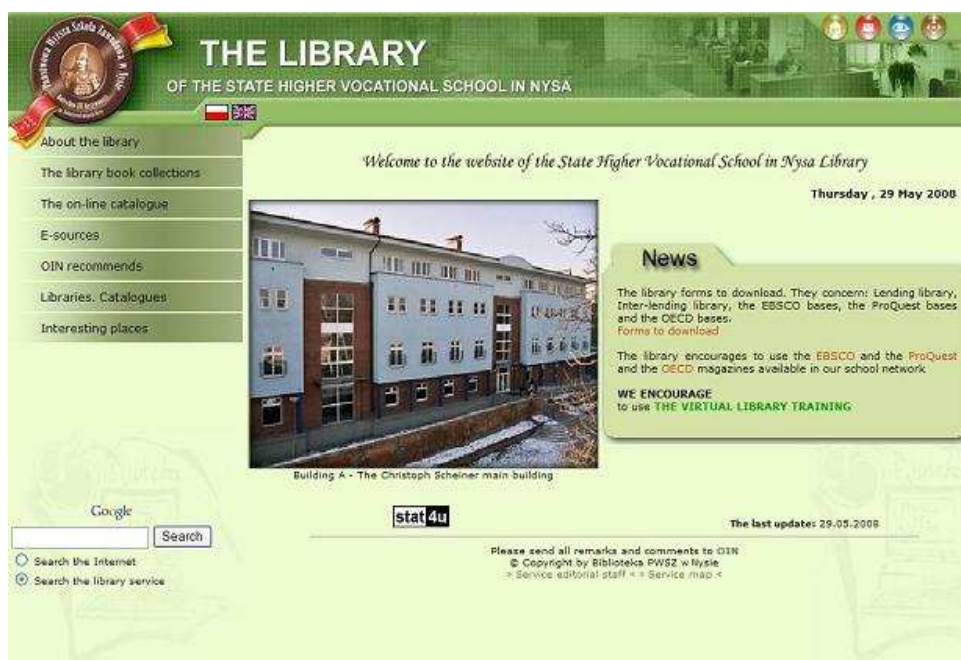 THE LIBRARY
OF THE STATE HIGHER VOCATIONAL SCHOOL IN NYSA
About the library
The library book collections
The on-line catalogue
E-sources
OIN recommends
Libraries. Catalogues
Interesting places
Welcome to the website of the State Higher Vocational School in Nysa Library
Thursday , 29 May 2008
News
The library forms to download. They concern: Lending library,
Inter-lending library, the EBSCO bases, the ProQuest bases
and the OECD bases.
Forms to download
The library encourages to use the EBSCO and the ProQuest
and the OECD magazines available in our school network
WE ENCOURAGE
to use THE VIRTUAL LIBRARY TRAINING
Building A - The Christoph Scheiner main building
Google
Search
Search the Internet
Search the library service
stat4u
The last update: 29.05.2008
Please send all remarks and comments to OIN
© Copyright by Biblioteka PWSZ w Nysie
> Service editorial staff < > Service map <